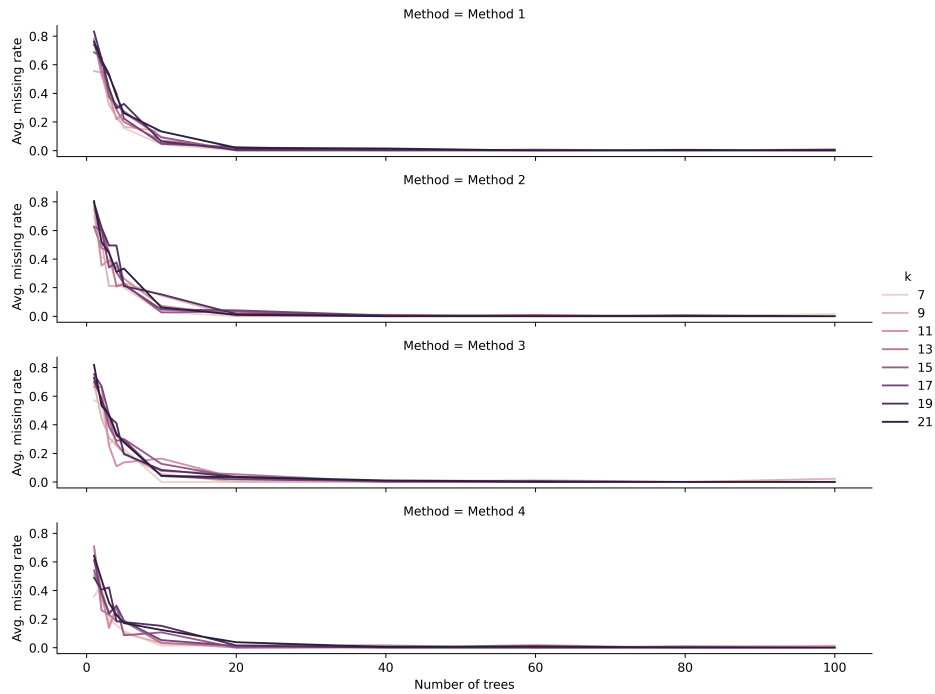 Method = Method 1
0.8
0.6
0.4
0.2
0.0
Avg. missing rate
Method = Method 2
0.8
0.6
0.4
0.2
0.0
Avg. missing rate
Method = Method 3
0.8
0.6
0.4
0.2
0.0
Avg. missing rate
Method = Method 4
0.8
0.6
0.4
0.2
0.0
Avg. missing rate
0 20 40 60 80 100
Number of trees
k
7
9
11
13
15
17
19
21